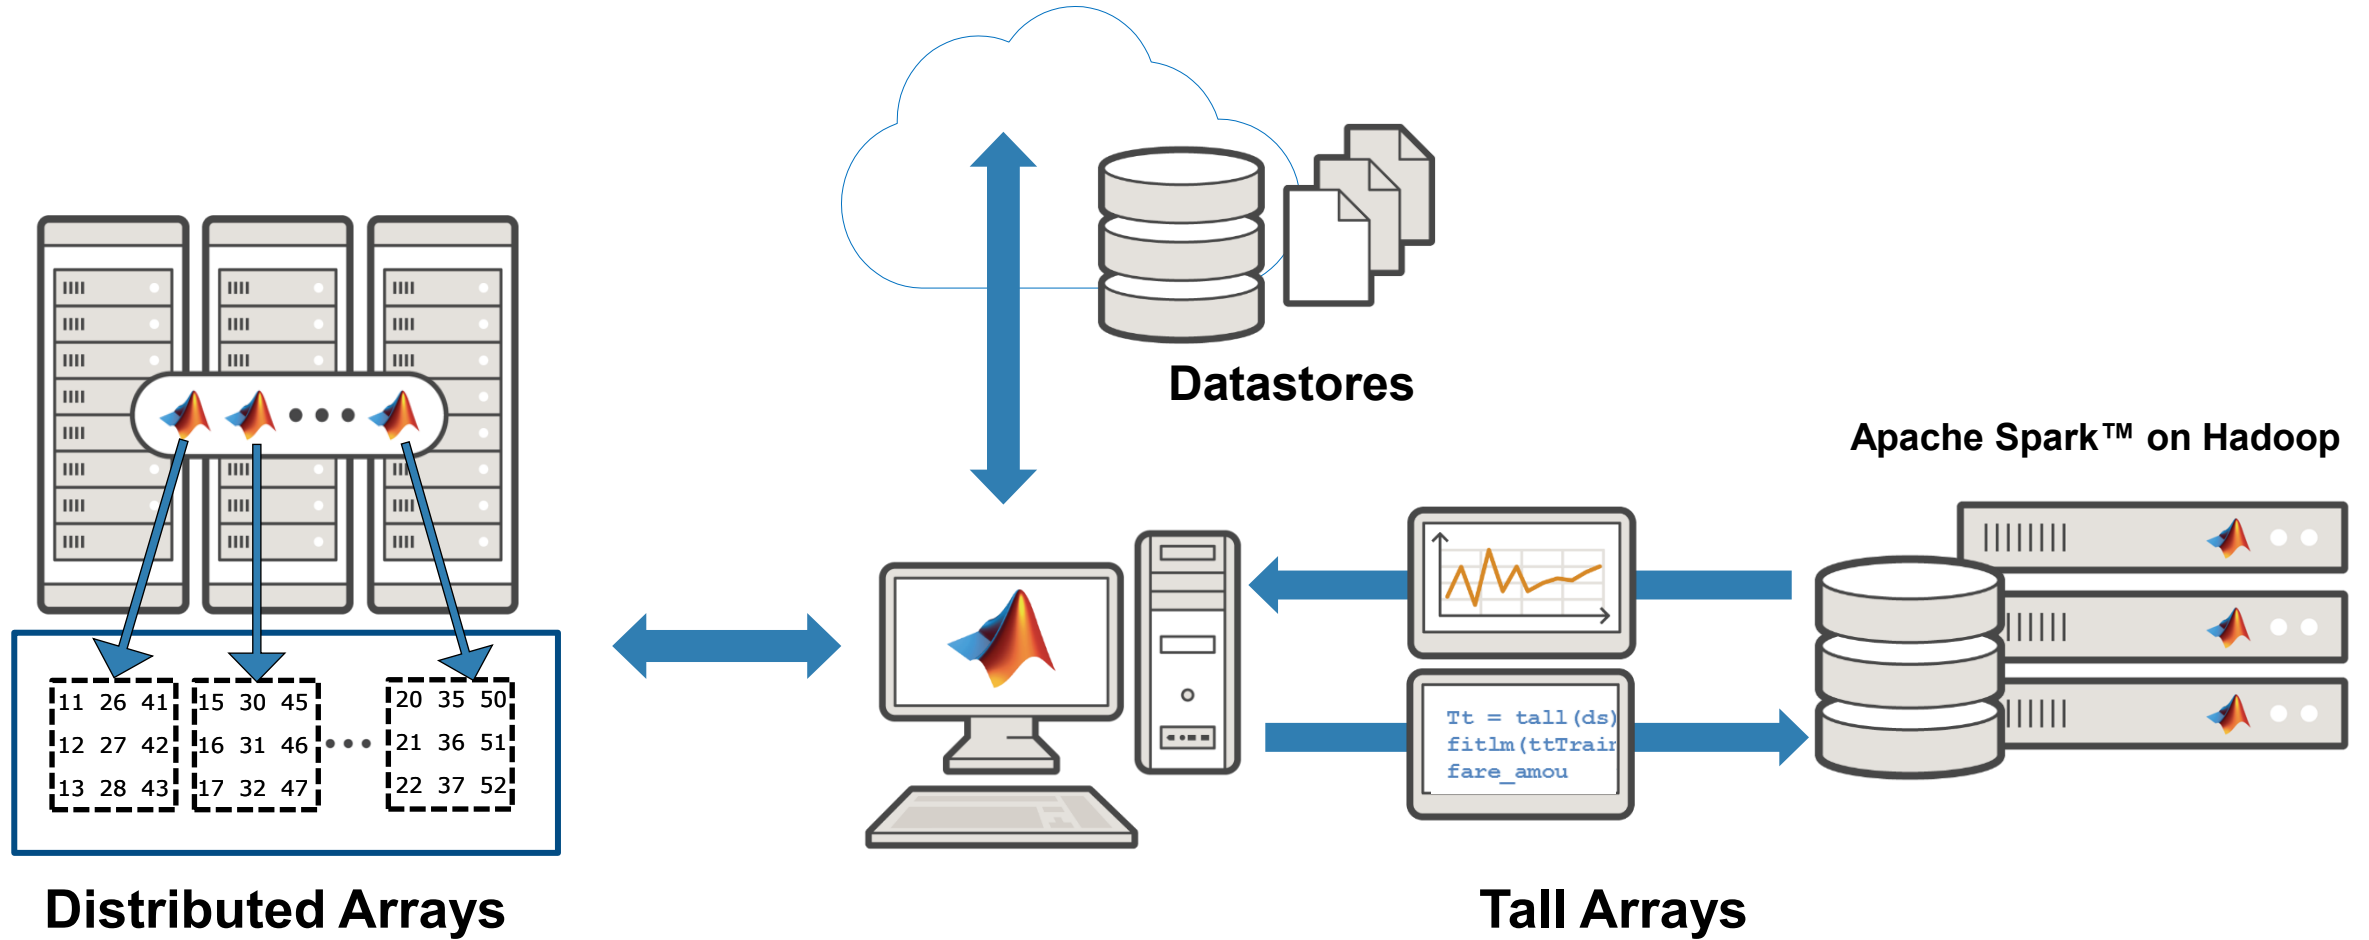 Datastores
Apache Spark™ on Hadoop
11 26 41
12 27 42
13 28 43
15 30 45
16 31 46
17 32 47
20 35 50
21 36 51
22 37 52
Tt = tall(ds)
fitlm(ttTrain
fare_amou
Distributed Arrays
Tall Arrays